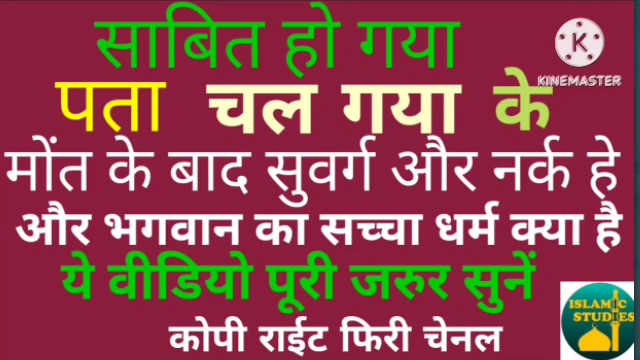 साबित हो गया
KINEMASTER
पता चल गया के
मोंत के बाद सुवर्ग और नर्क हे
और भगवान का सच्चा धर्म क्या है
ये वीडियो पूरी जरुर सुनें
ISLAMIC
STUDIES
कोपी राईट फिरी चेनल